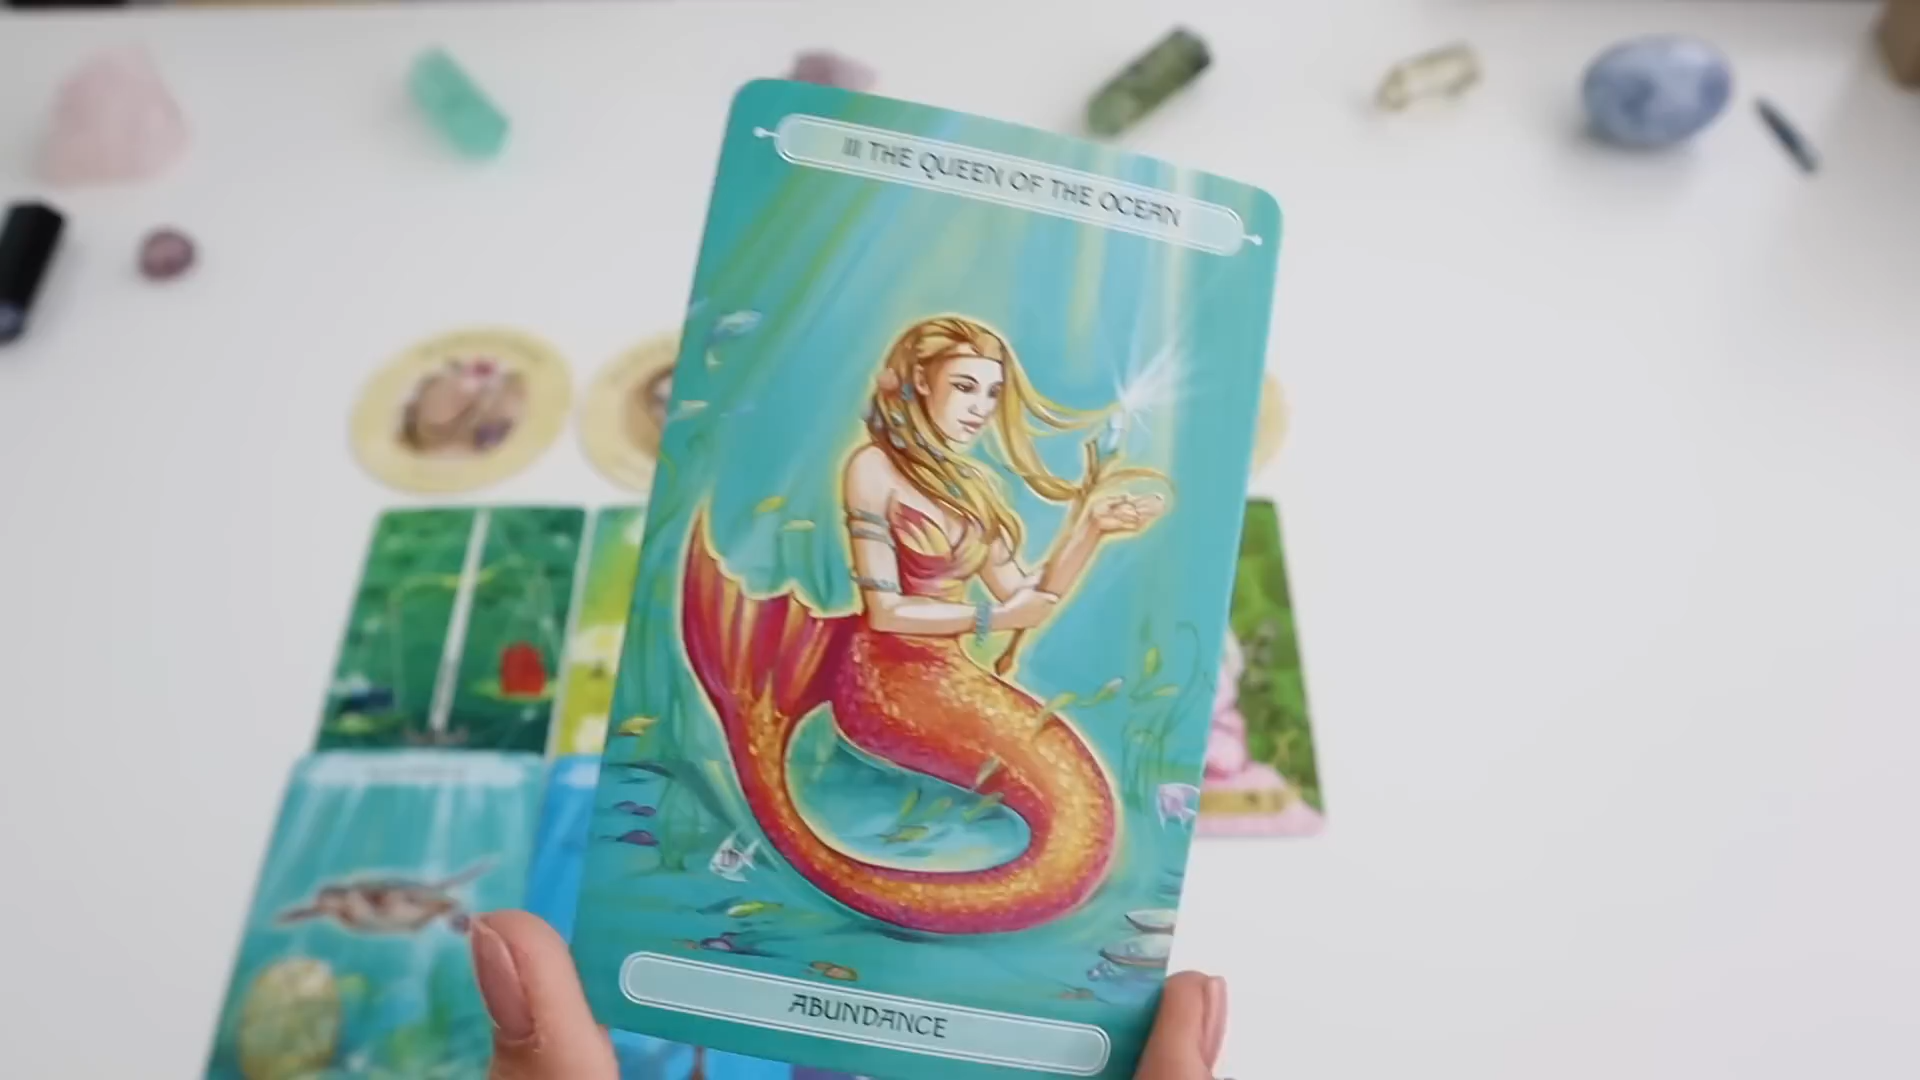 III THE QUEEN OF THE OCEAN
ABUNDANCE